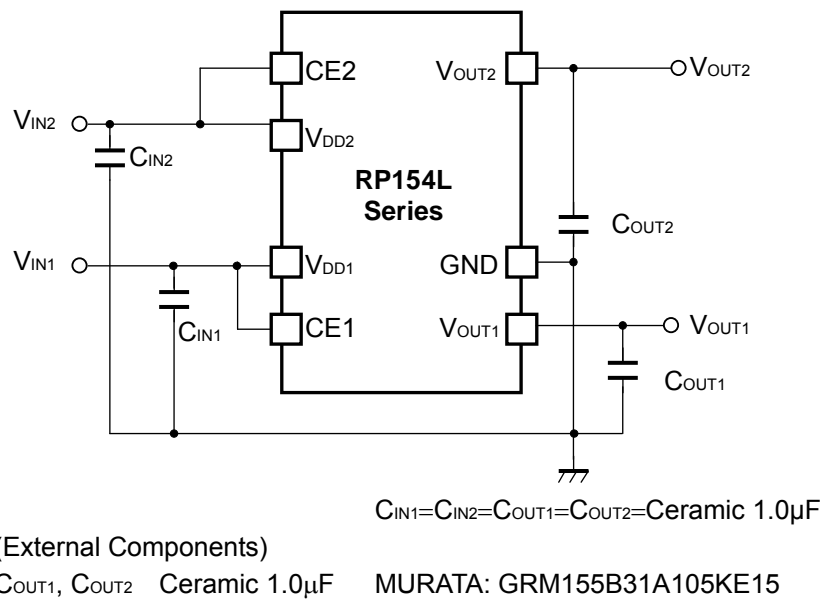 CE2 VOUT2 VOUT2
VIN2
VDD2
CIN2
RP154L
Series
COUT2
VIN1 VDD1 GND
CIN1 CE1 VOUT1 VOUT1
COUT1
CIN1=CIN2=COUT1=COUT2=Ceramic 1.0µF
(External Components)
COUT1, COUT2 Ceramic 1.0µF MURATA: GRM155B31A105KE15